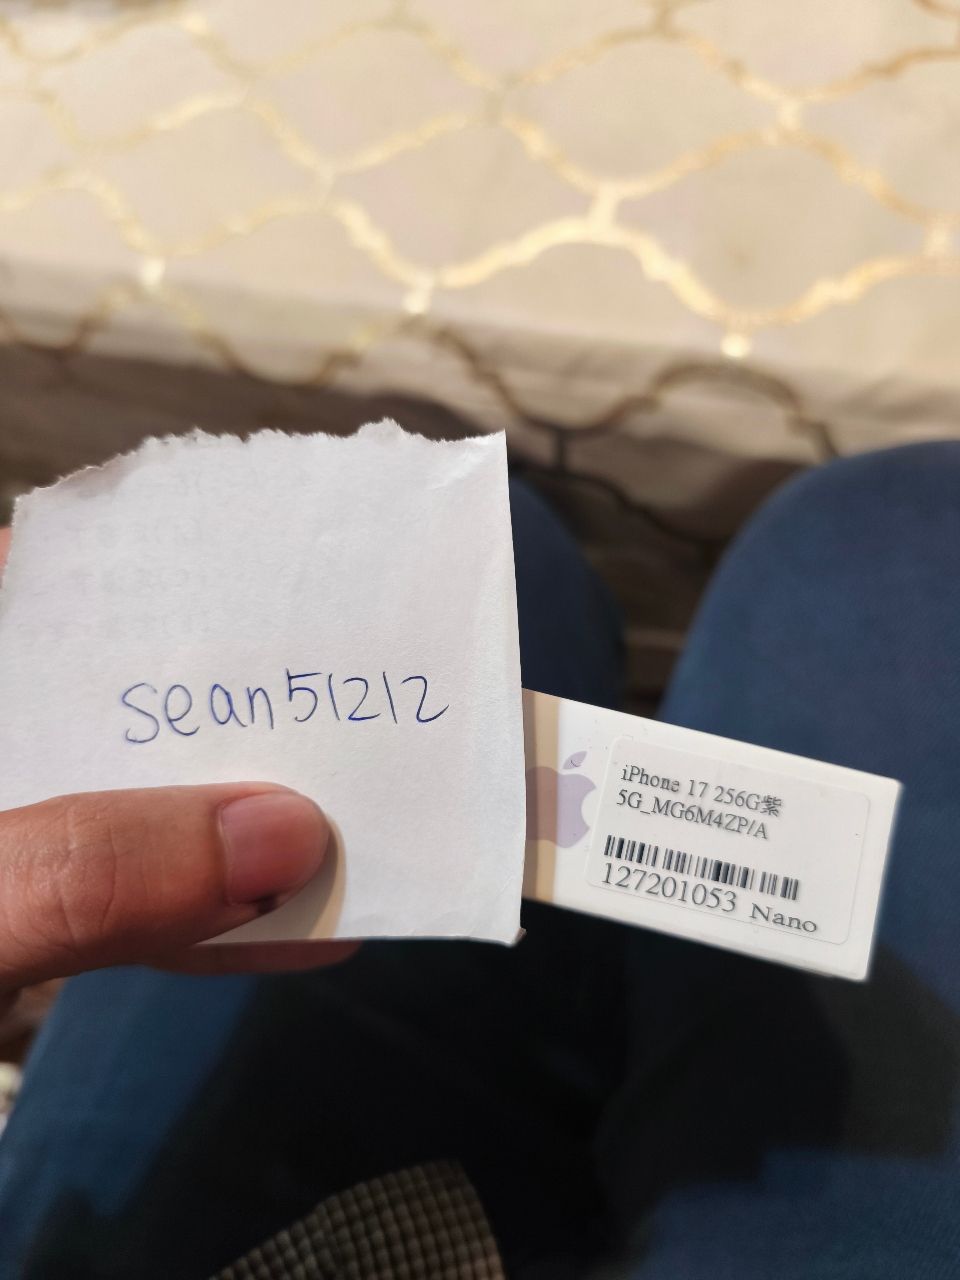 sean51212
iPhone 17 256G紫
5G_MG6M4ZP/A
127201053 Nano